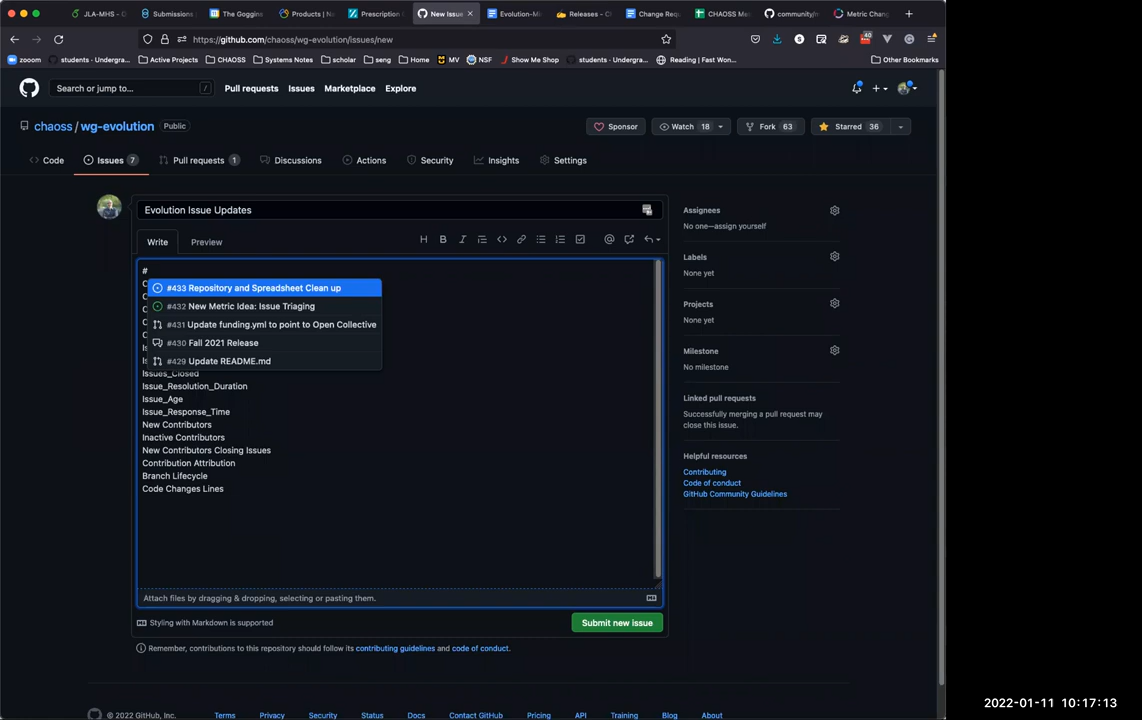 JLA-MHS - D
Submissions
The Goggins
Products | N
Prescription
New Issue
Evolution-M
Releases - C
Change Req
CHAOSS Me
community/
Metric Chan
https://github.com/chaoss/wg-evolution/issues/new
zooom
students - Undergra...
Active Projects
CHAOSS
Systems Notes
scholar
seng
Home
MV
NSF
Show Me Shop
students - Undergra...
Reading | Fast Won...
Other Bookmarks
Search or jump to...
/
Pull requests
Issues
Marketplace
Explore
chaoss / wg-evolution
Public
Sponsor
Watch 18
Fork 63
Starred 36
Code
Issues 7
Pull requests 1
Discussions
Actions
Security
Insights
Settings
Evolution Issue Updates
Write
Preview
#
#433 Repository and Spreadsheet Clean up
#432 New Metric Idea: Issue Triaging
#431 Update funding.yml to point to Open Collective
#430 Fall 2021 Release
#429 Update README.md
Issues_Closed
Issue_Resolution_Duration
Issue_Age
Issue_Response_Time
New Contributors
Inactive Contributors
New Contributors Closing Issues
Contribution Attribution
Branch Lifecycle
Code Changes Lines
Attach files by dragging & dropping, selecting or pasting them.
Styling with Markdown is supported
Submit new issue
Remember, contributions to this repository should follow its contributing guidelines and code of conduct.
Assignees
No one—assign yourself
Labels
None yet
Projects
None yet
Milestone
No milestone
Linked pull requests
Successfully merging a pull request may
close this issue.
Helpful resources
Contributing
Code of conduct
GitHub Community Guidelines
© 2022 GitHub, Inc.
Terms
Privacy
Security
Status
Docs
Contact GitHub
Pricing
API
Training
Blog
About
2022-01-11 10:17:13